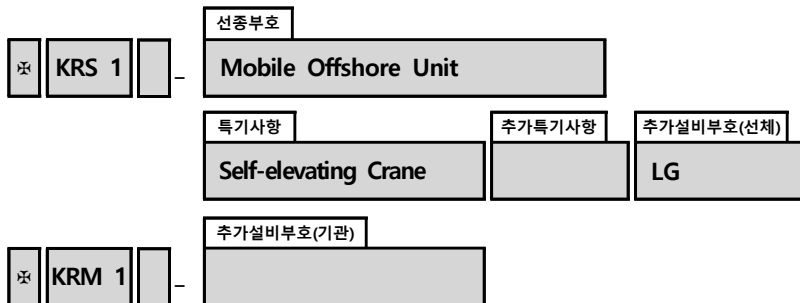 선종부호
✠ KRS 1 – Mobile Offshore Unit
특기사항 추가특기사항 추가설비부호(선체)
Self-elevating Crane LG
추가설비부호(기관)
✠ KRM 1 –